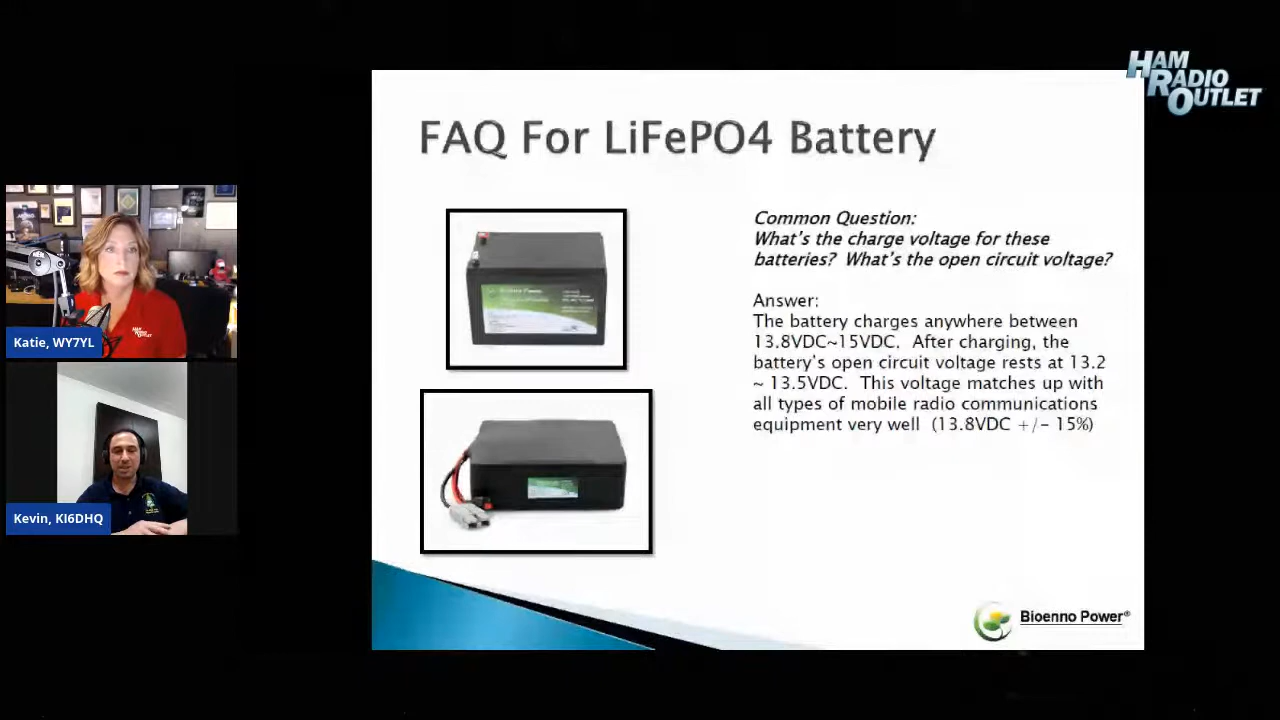 HAM
RADIO
OUTLET
FAQ For LiFePO4 Battery
Common Question:
What's the charge voltage for these
batteries? What's the open circuit voltage?
Answer:
The battery charges anywhere between
13.8VDC~15VDC. After charging, the
battery's open circuit voltage rests at 13.2
~ 13.5VDC. This voltage matches up with
all types of mobile radio communications
equipment very well (13.8VDC +/- 15%)
Bioenno Power
Katie, WY7YL
Kevin, KI6DHQ
Bioenno Power®